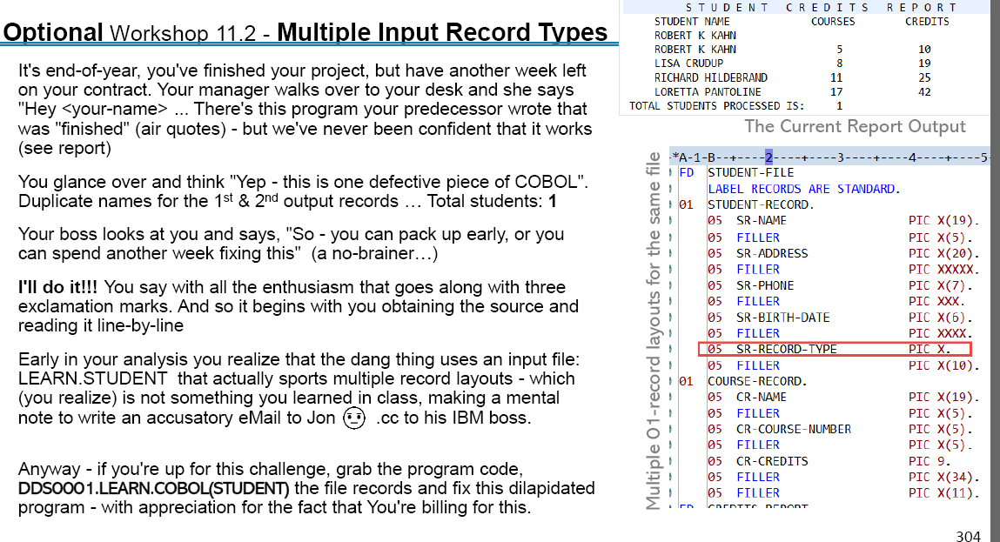 Optional Workshop 11.2 - Multiple Input Record Types
It's end-of-year, you've finished your project, but have another week left
on your contract. Your manager walks over to your desk and she says
"Hey <your-name> ... There's this program your predecessor wrote that
was "finished" (air quotes) - but we've never been confident that it works
(see report)
You glance over and think "Yep - this is one defective piece of COBOL".
Duplicate names for the 1st & 2nd output records … Total students: 1
Your boss looks at you and says, "So - you can pack up early, or you
can spend another week fixing this" (a no-brainer…)
I'll do it!!! You say with all the enthusiasm that goes along with three
exclamation marks. And so it begins with you obtaining the source and
reading it line-by-line
Early in your analysis you realize that the dang thing uses an input file:
LEARN.STUDENT that actually sports multiple record layouts - which
(you realize) is not something you learned in class, making a mental
note to write an accusatory eMail to Jon .cc to his IBM boss.
Anyway - if you're up for this challenge, grab the program code,
DDS0001.LEARN.COBOL(STUDENT) the file records and fix this dilapidated
program - with appreciation for the fact that You're billing for this.
S T U D E N T C R E D I T S R E P O R T
STUDENT NAME COURSES CREDITS
ROBERT K KAHN
ROBERT K KAHN 5 10
LISA CRUDUP 8 19
RICHARD HILDEBRAND 11 25
LORETTA PANTOLINE 17 42
TOTAL STUDENTS PROCESSED IS: 1
The Current Report Output
Multiple 01-record layouts for the same file
-*A-1-B--+----2----+----3----+----4----+----5-
FD STUDENT-FILE
LABEL RECORDS ARE STANDARD.
01 STUDENT-RECORD.
05 SR-NAME PIC X(19).
05 FILLER PIC X(5).
05 SR-ADDRESS PIC X(20).
05 FILLER PIC XXXXX.
05 SR-PHONE PIC X(7).
05 FILLER PIC XXX.
05 SR-BIRTH-DATE PIC X(6).
05 FILLER PIC XXXX.
05 SR-RECORD-TYPE PIC X.
05 FILLER PIC X(10).
01 COURSE-RECORD.
05 CR-NAME PIC X(19).
05 FILLER PIC X(5).
05 CR-COURSE-NUMBER PIC X(5).
05 FILLER PIC X(5).
05 CR-CREDITS PIC 9.
05 FILLER PIC X(34).
05 FILLER PIC X(11).
FD CREDITS-REPORT
304